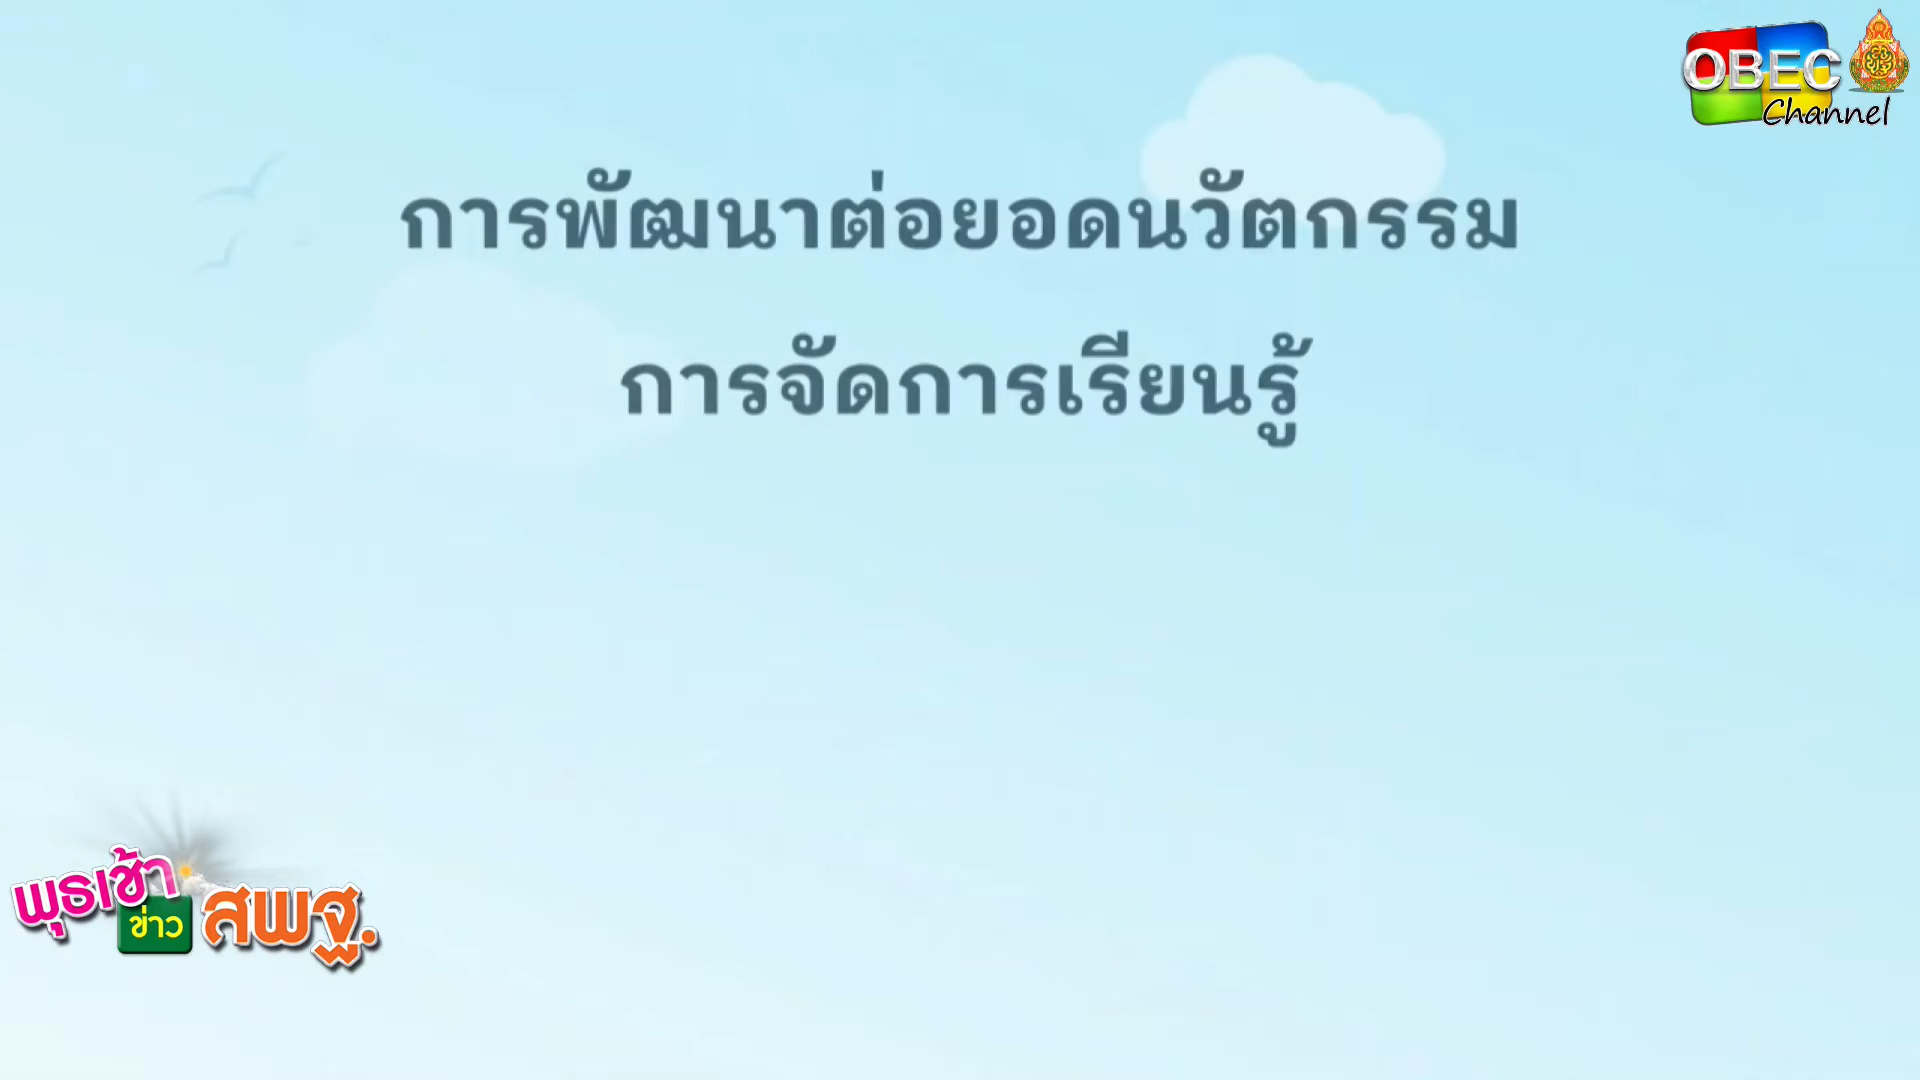 OBEC
Channel
การพัฒนาต่อยอดนวัตกรรม
การจัดการเรียนรู้
พุธเช้า
ข่าว
สพฐ.